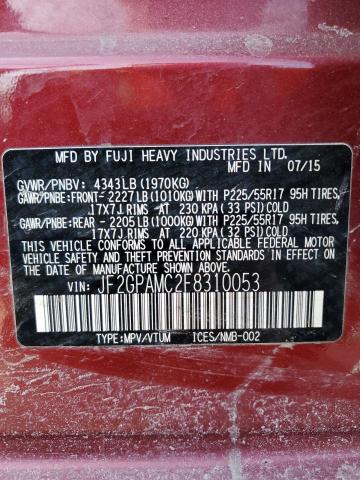 MFD BY FUJI HEAVY INDUSTRIES LTD.
MFD IN 07/15
GVWR/PNBV: 4343LB (1970KG)
GAWR/PNBE:FRONT-2227LB(1010KG)WITH P225/55R17 95H TIRES,
17X7J RIMS AT 230 KPA (33 PSI)COLD
GAWR/PNBE:REAR -2205LB(1000KG)WITH P225/55R17 95H TIRES,
17X7J RIMS AT 220 KPA (32 PSI)COLD
THIS VEHICLE CONFORMS TO ALL APPLICABLE
U.S. FEDERAL MOTOR VEHICLE SAFETY AND
THEFT PREVENTION STANDARDS IN EFFECT ON
THE DATE OF MANUFACTURE SHOWN ABOVE.
VIN: JF2GPAMC2F8310053
TYPE:MPV/VTUM ICES/NMB-002